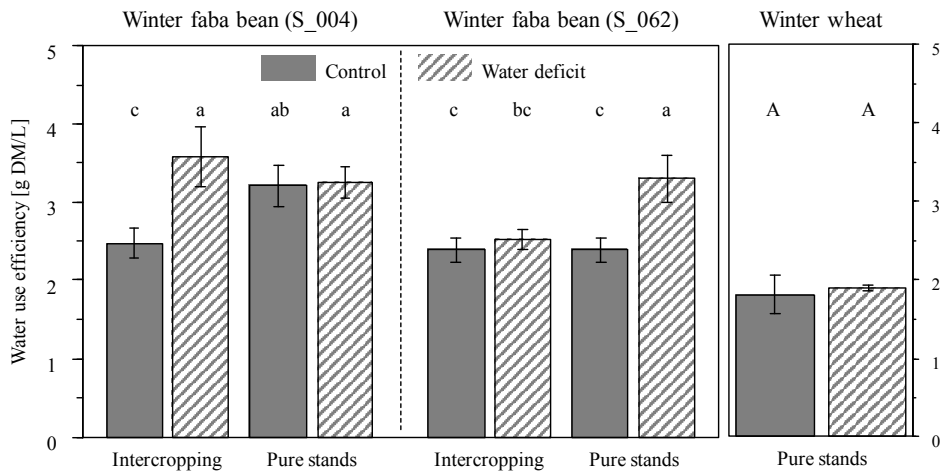 Winter faba bean (S_004) Winter faba bean (S_062) Winter wheat
5 5
Control Water deficit
c a ab a c bc c a A A
4 4
3 3
2 2
1 1
0 0
Water use efficiency [g DM/L]
Intercropping Pure stands Intercropping Pure stands Pure stands